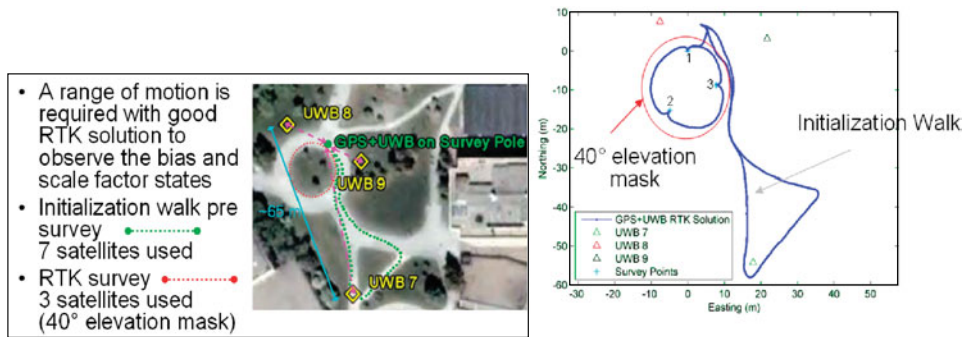 • A range of motion is
required with good
RTK solution to
observe the bias and
scale factor states
• Initialization walk pre
survey
7 satellites used
• RTK survey
3 satellites used
(40° elevation mask)
UWB 8
GPS+UWB on Survey Pole
UWB 9
~65 m
UWB 7
10
0
-10
-20
-30
-40
-50
-60
Northing (m)
1
3
2
40° elevation
mask
Initialization Walk
GPS+UWB RTK Solution
UWB 7
UWB 8
UWB 9
Survey Points
-30 -20 -10 0 10 20 30 40 50
Easting (m)